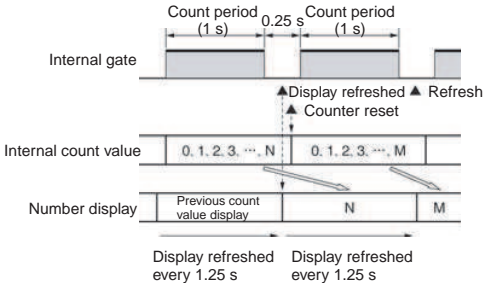 Count period
(1 s)
0.25 s
Count period
(1 s)
Internal gate
▲Display refreshed ▲ Refresh
▲ Counter reset
Internal count value
0, 1, 2, 3, ···, N
0, 1, 2, 3, ···, M
Number display
Previous count
value display
N
M
Display refreshed
every 1.25 s
Display refreshed
every 1.25 s